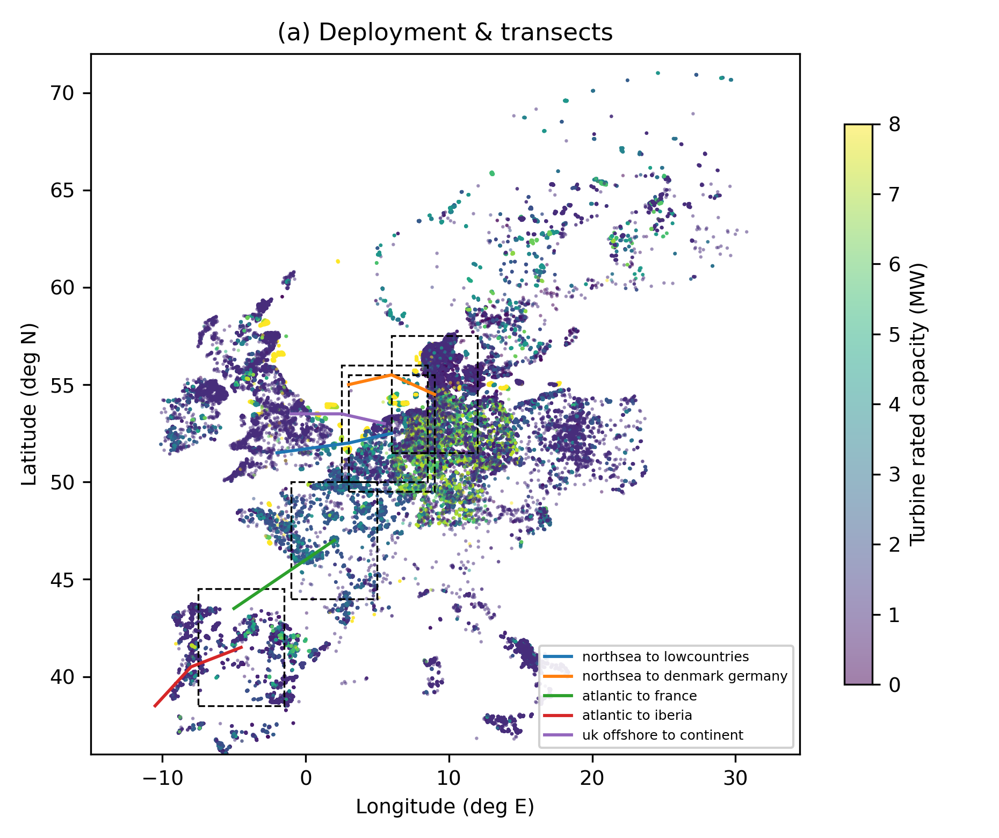 (a) Deployment & transects
70
65
60
55
50
45
40
Latitude (deg N)
−10
0
10
20
30
Longitude (deg E)
northsea to lowcountries
northsea to denmark germany
atlantic to france
atlantic to iberia
uk offshore to continent
8
7
6
5
4
3
2
1
0
Turbine rated capacity (MW)